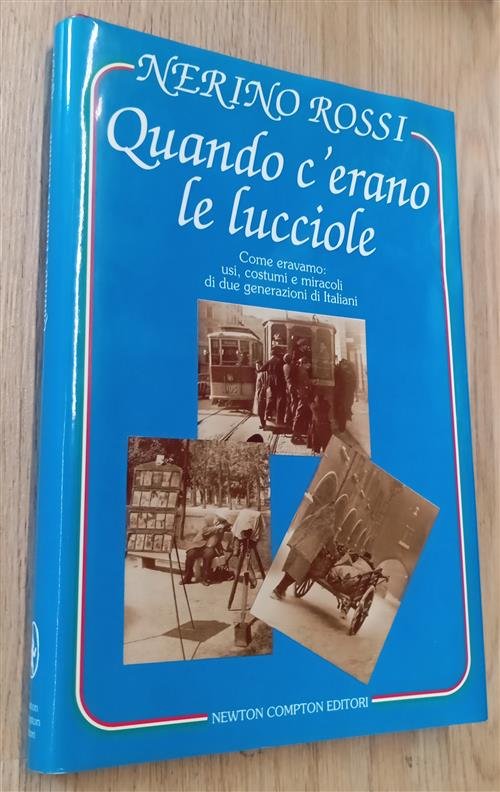 NERINO ROSSI
Quando c'erano
le lucciole
Come eravamo:
usi, costumi e miracoli
di due generazioni di Italiani
NEWTON COMPTON EDITORI